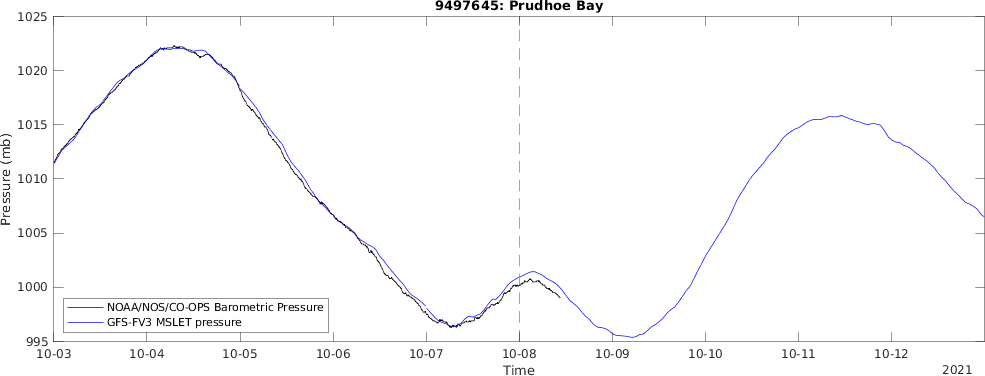 9497645: Prudhoe Bay
1025
1020
1015
1010
1005
1000
995
Pressure (mb)
NOAA/NOS/CO-OPS Barometric Pressure
GFS-FV3 MSLET pressure
10-03 10-04 10-05 10-06 10-07 10-08 10-09 10-10 10-11 10-12
Time
2021